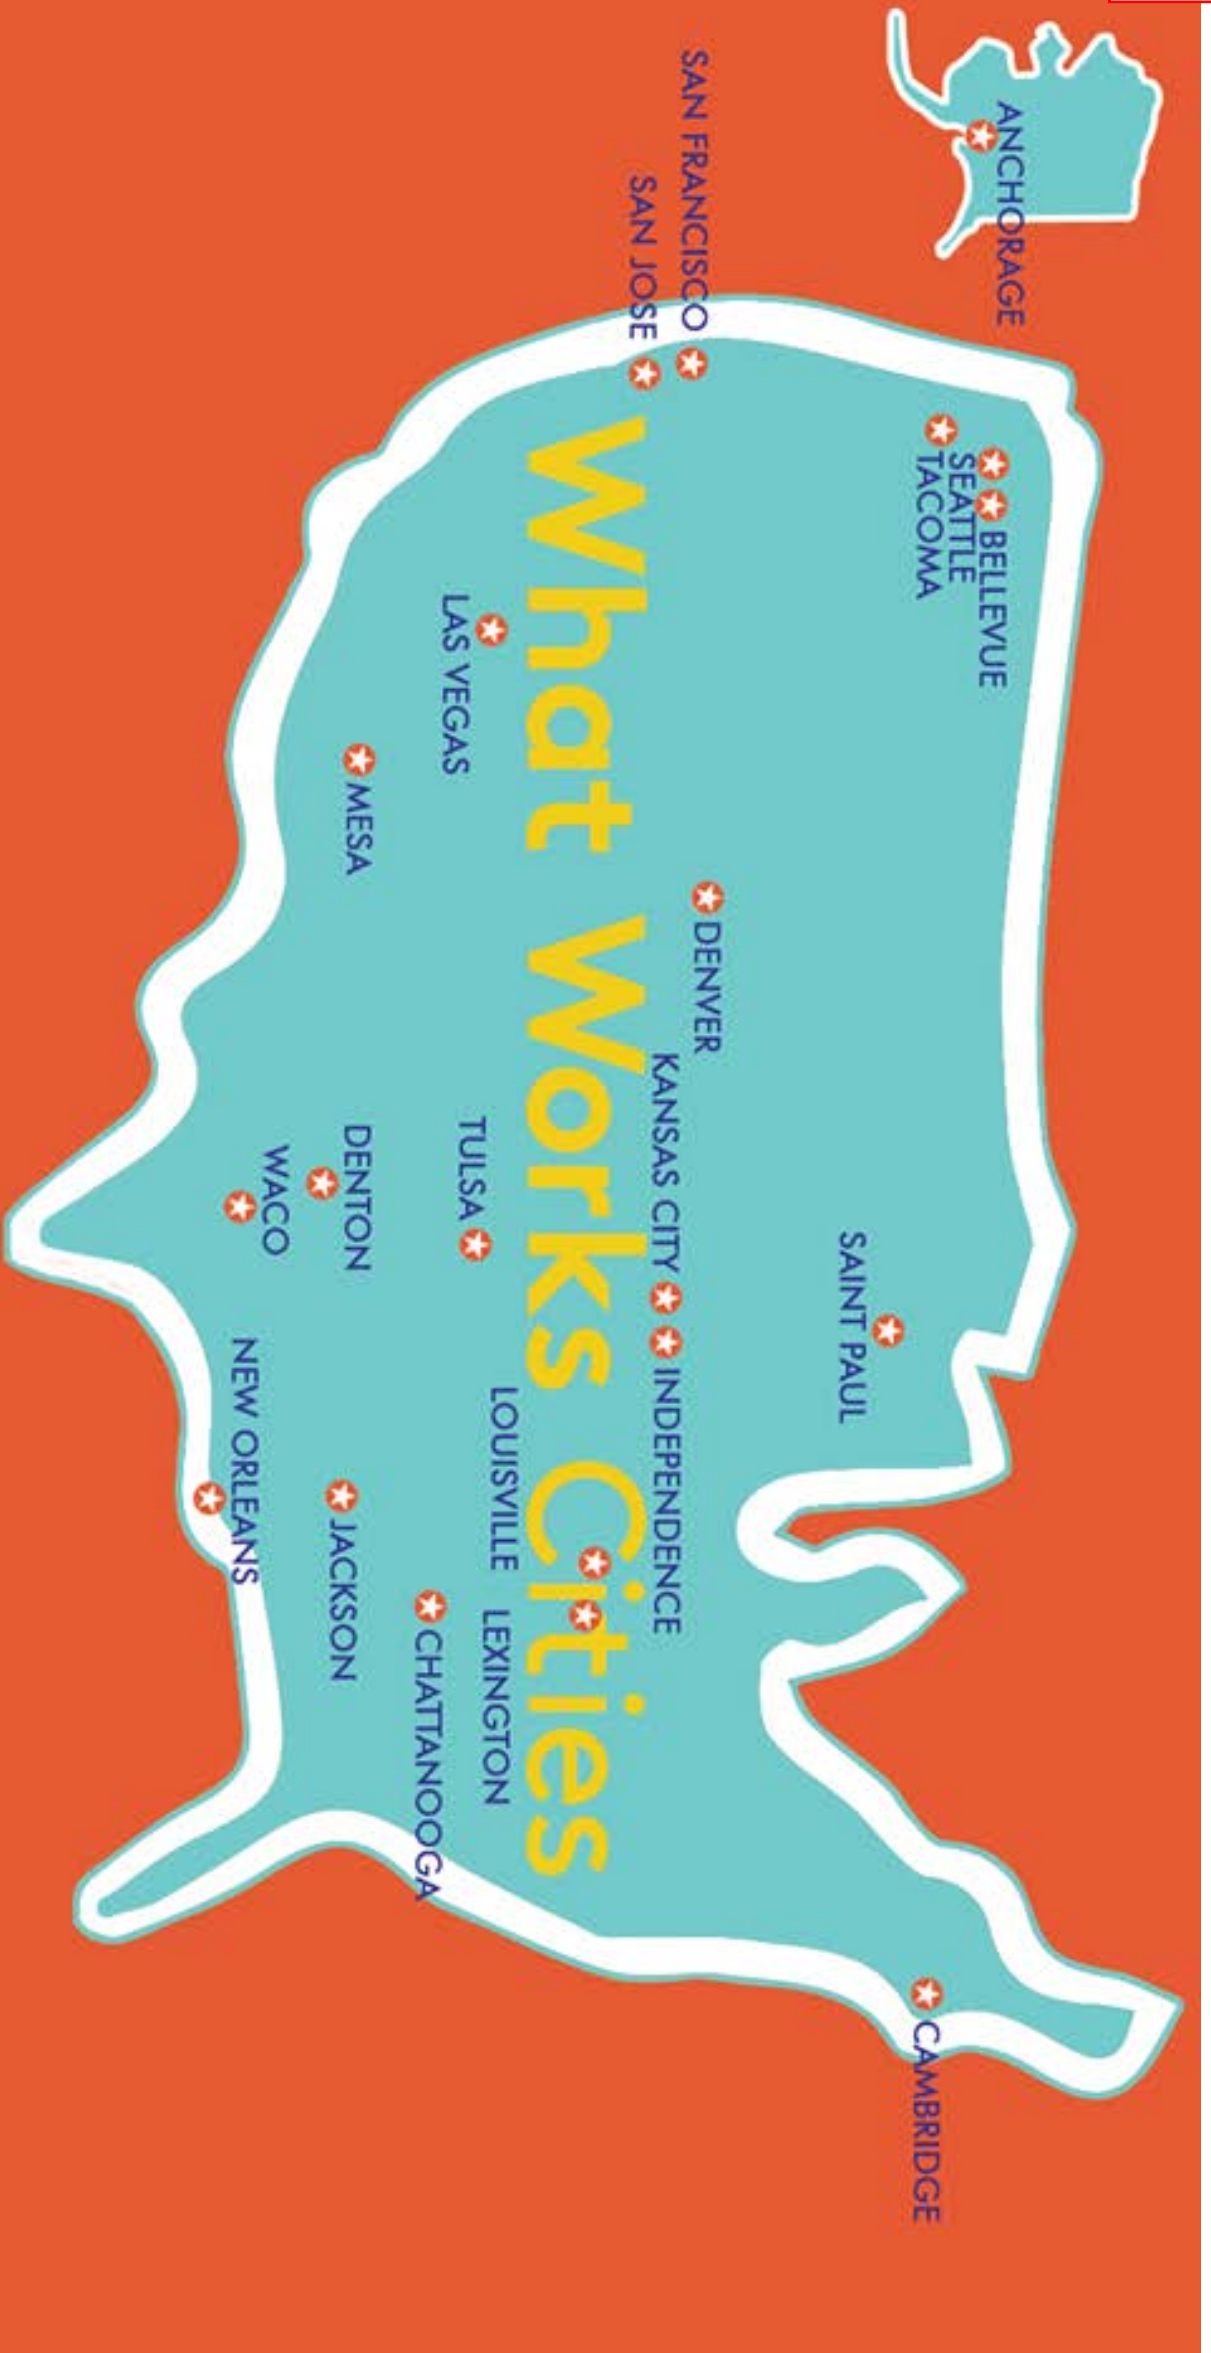 ANCHORAGE
BELLEVUE
SEATTLE
TACOMA
CAMBRIDGE
SAINT PAUL
SAN FRANCISCO
DENVER
KANSAS CITY
INDEPENDENCE
SAN JOSE
What Works Cities
LOUISVILLE
LEXINGTON
TULSA
LAS VEGAS
CHATTANOOGA
MESA
DENTON
JACKSON
WACO
NEW ORLEANS